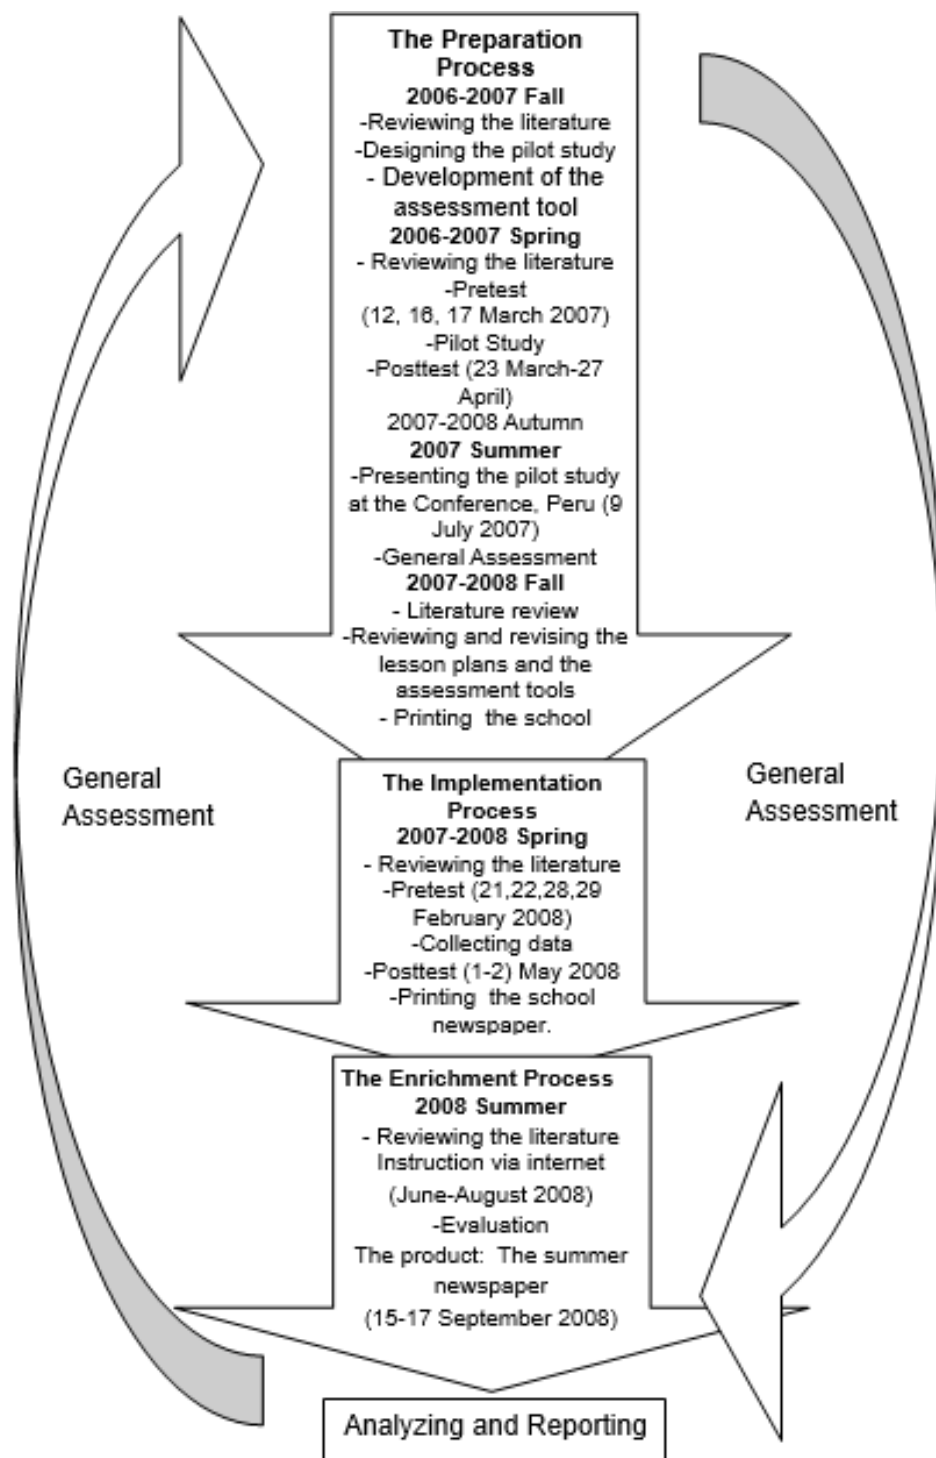 The Preparation
Process
2006-2007 Fall
-Reviewing the literature
-Designing the pilot study
- Development of the
assessment tool
2006-2007 Spring
- Reviewing the literature
-Pretest
(12, 16, 17 March 2007)
-Pilot Study
-Posttest (23 March-27
April)
2007-2008 Autumn
2007 Summer
-Presenting the pilot study
at the Conference, Peru (9
July 2007)
-General Assessment
2007-2008 Fall
- Literature review
-Reviewing and revising the
lesson plans and the
assessment tools
- Printing the school
General
Assessment
General
Assessment
The Implementation
Process
2007-2008 Spring
- Reviewing the literature
-Pretest (21,22,28,29
February 2008)
-Collecting data
-Posttest (1-2) May 2008
-Printing the school
newspaper.
The Enrichment Process
2008 Summer
- Reviewing the literature
Instruction via internet
(June-August 2008)
-Evaluation
The product: The summer
newspaper
(15-17 September 2008)
Analyzing and Reporting